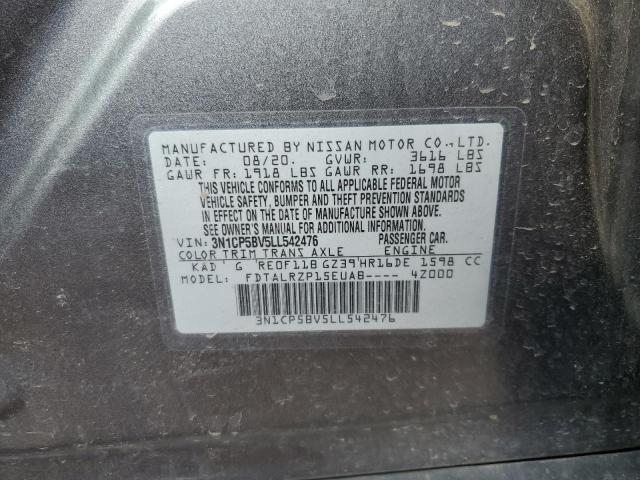 MANUFACTURED BY NISSAN MOTOR CO.,LTD.
DATE: 08/20. GVWR: 3616 LBS
GAWR FR: 1918 LBS GAWR RR: 1698 LBS
THIS VEHICLE CONFORMS TO ALL APPLICABLE FEDERAL MOTOR
VEHICLE SAFETY, BUMPER AND THEFT PREVENTION STANDARDS
IN EFFECT ON THE DATE OF MANUFACTURE SHOWN ABOVE.
SEE OWNER'S MANUAL FOR ADDITIONAL INFORMATION.
VIN: 3N1CP5BV5LL542476 PASSENGER CAR.
COLOR TRIM TRANS AXLE ENGINE
KAD G RE0F11B GZ39 HR16DE 1598 CC
MODEL: FDTALRZP15EUAB---- 4Z000
3N1CP5BV5LL542476